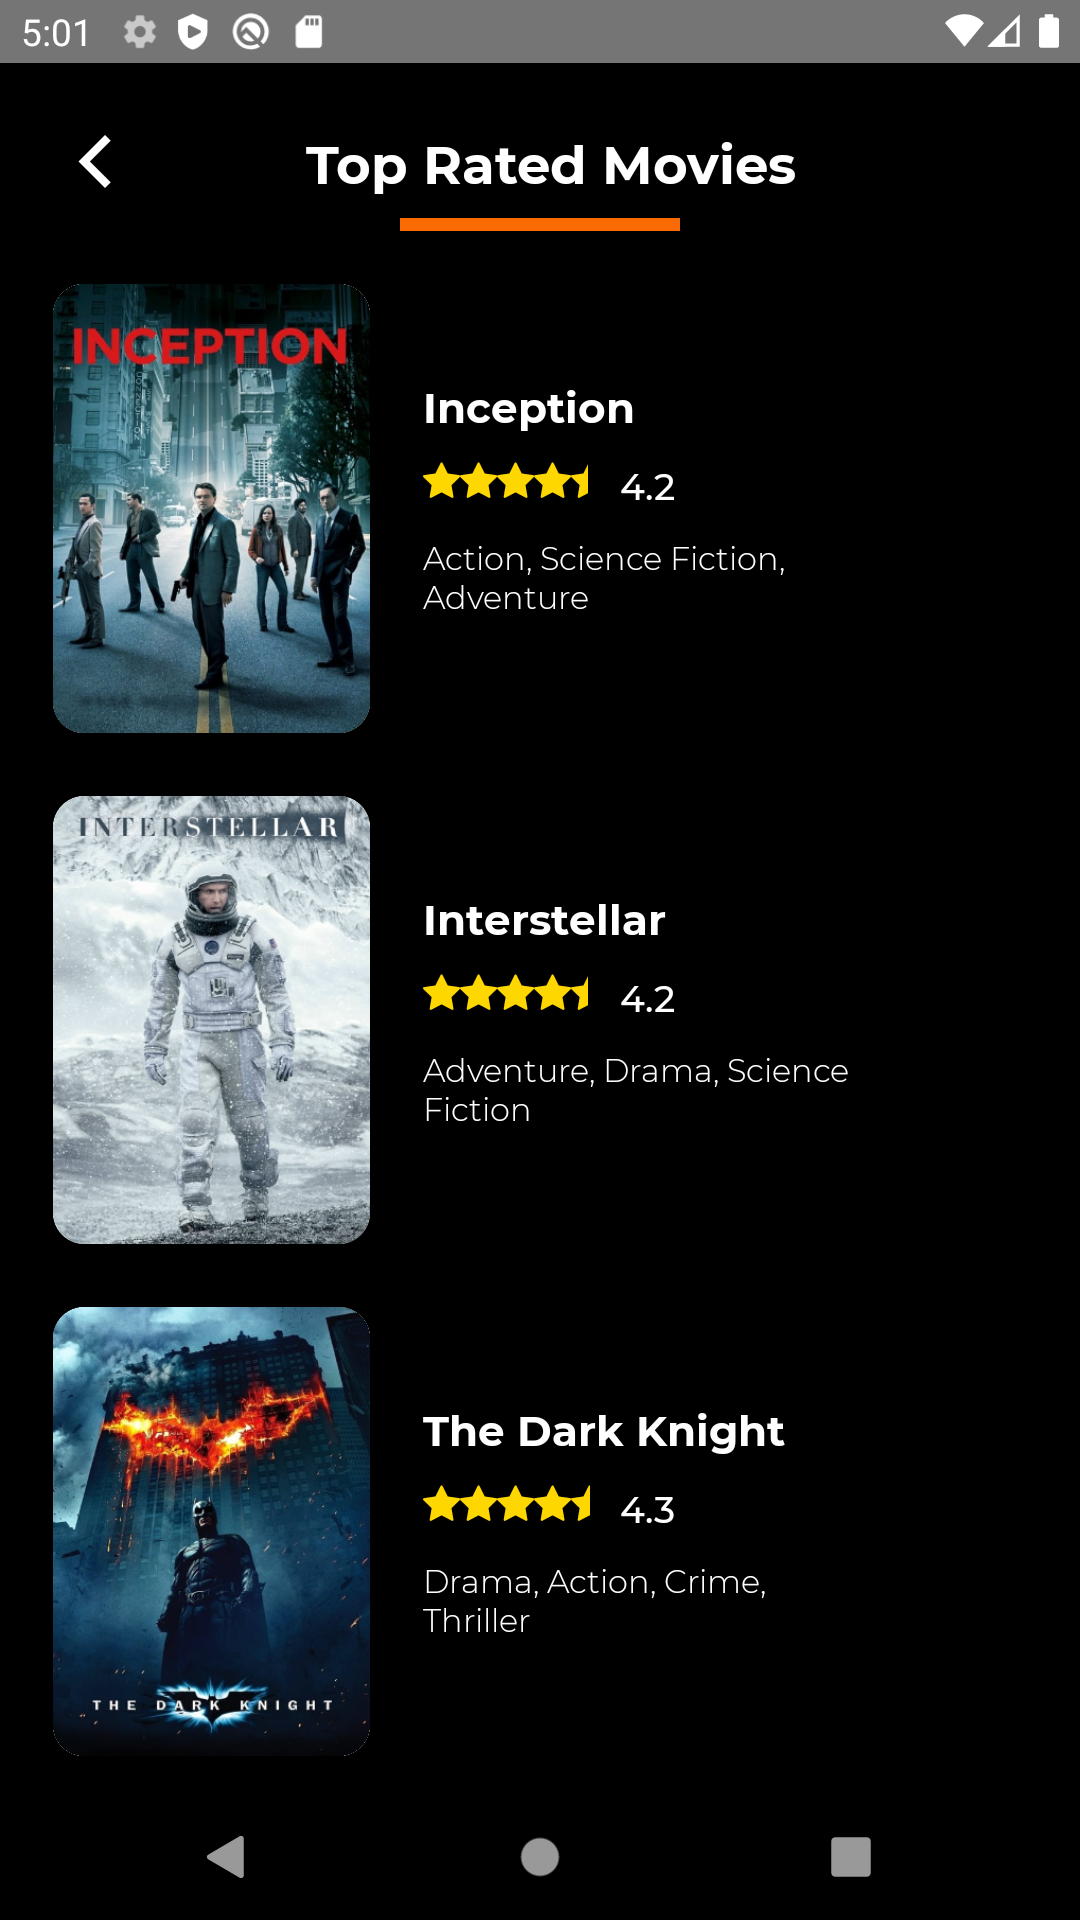 5:01
Top Rated Movies
INCEPTION
Inception
4.2
Action, Science Fiction,
Adventure
INTERSTELLAR
Interstellar
4.2
Adventure, Drama, Science
Fiction
The Dark Knight
4.3
Drama, Action, Crime,
Thriller
THE DARK KNIGHT